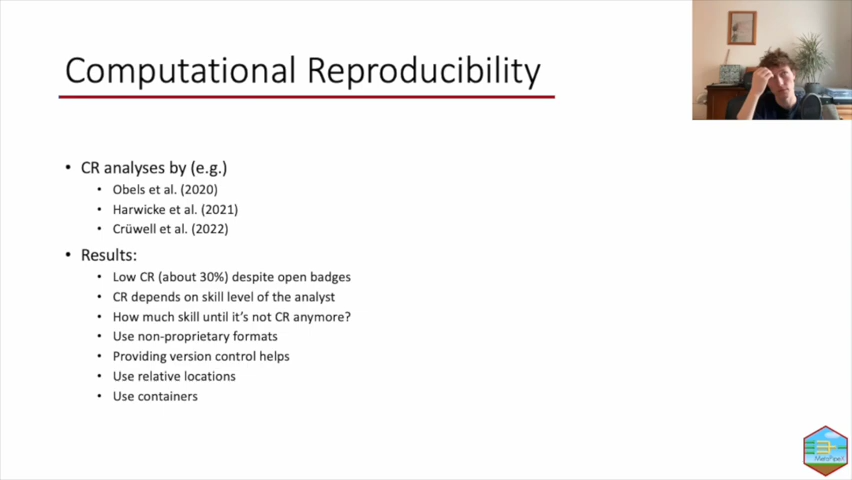 Computational Reproducibility
• CR analyses by (e.g.)
• Obels et al. (2020)
• Harwicke et al. (2021)
• Crüwell et al. (2022)
• Results:
• Low CR (about 30%) despite open badges
• CR depends on skill level of the analyst
• How much skill until it's not CR anymore?
• Use non-proprietary formats
• Providing version control helps
• Use relative locations
• Use containers